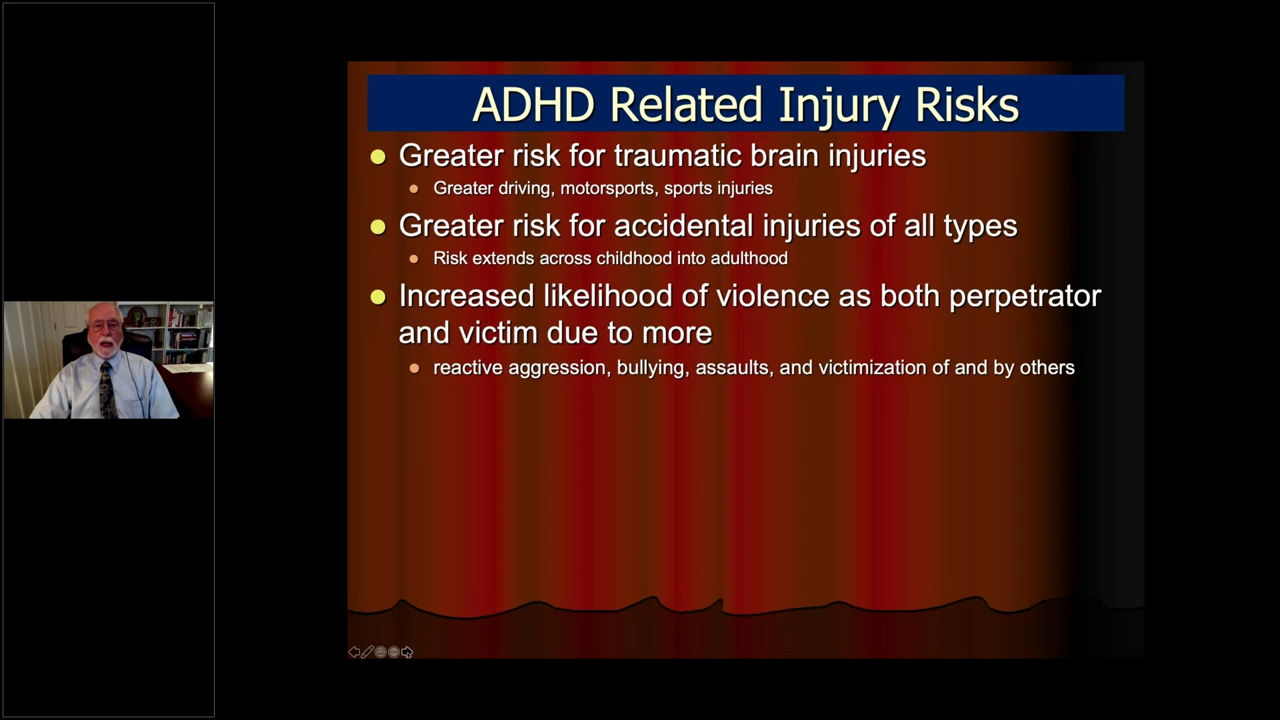 ADHD Related Injury Risks
Greater risk for traumatic brain injuries
Greater driving, motorsports, sports injuries
Greater risk for accidental injuries of all types
Risk extends across childhood into adulthood
Increased likelihood of violence as both perpetrator
and victim due to more
reactive aggression, bullying, assaults, and victimization of and by others